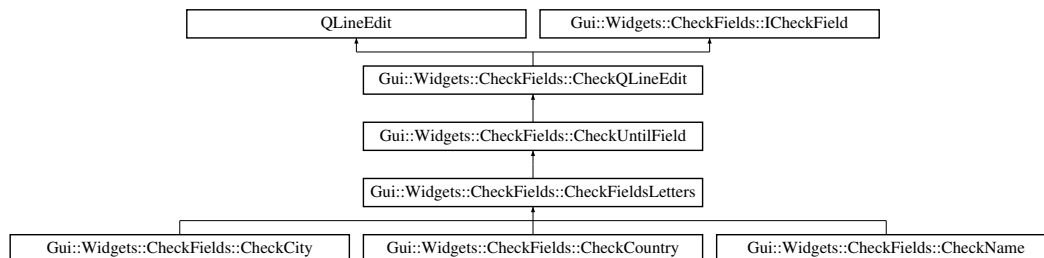 QLineEdit
Gui::Widgets::CheckFields::ICheckField
Gui::Widgets::CheckFields::CheckQLineEdit
Gui::Widgets::CheckFields::CheckUntilField
Gui::Widgets::CheckFields::CheckFieldsLetters
Gui::Widgets::CheckFields::CheckCity
Gui::Widgets::CheckFields::CheckCountry
Gui::Widgets::CheckFields::CheckName